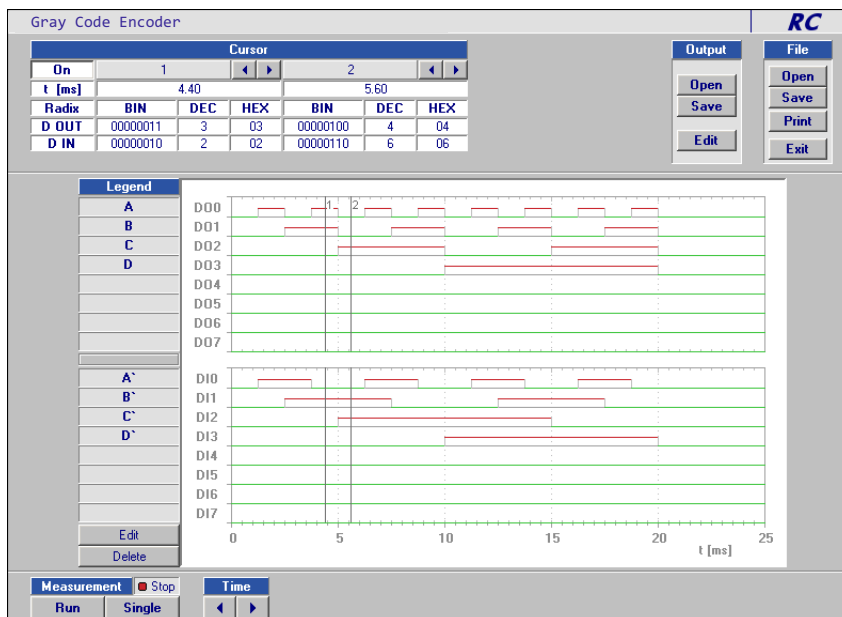 Gray Code Encoder RC
Cursor Output File
On 1 2
t [ms] 4.40 5.60
Radix BIN DEC HEX BIN DEC HEX
D OUT 00000011 3 03 00000100 4 04
D IN 00000010 2 02 00000110 6 06
Open
Save
Edit
Open
Save
Print
Exit
Legend
A DO0 1 2
B DO1
C DO2
D DO3
DO4
DO5
DO6
DO7
A` DI0
B` DI1
C` DI2
D` DI3
DI4
DI5
DI6
DI7
Edit
Delete
0 5 10 15 20 25
t [ms]
Measurement Stop Time
Run Single